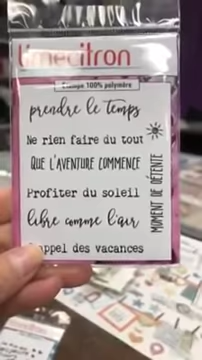 limecitron
Étampe 100% polymère
prendre le temps
Ne rien faire du tout
QUE L'AVENTURE COMMENCE
Profiter du soleil
libre comme l'air
appel des vacances
MOMENT DE DÉTENTE